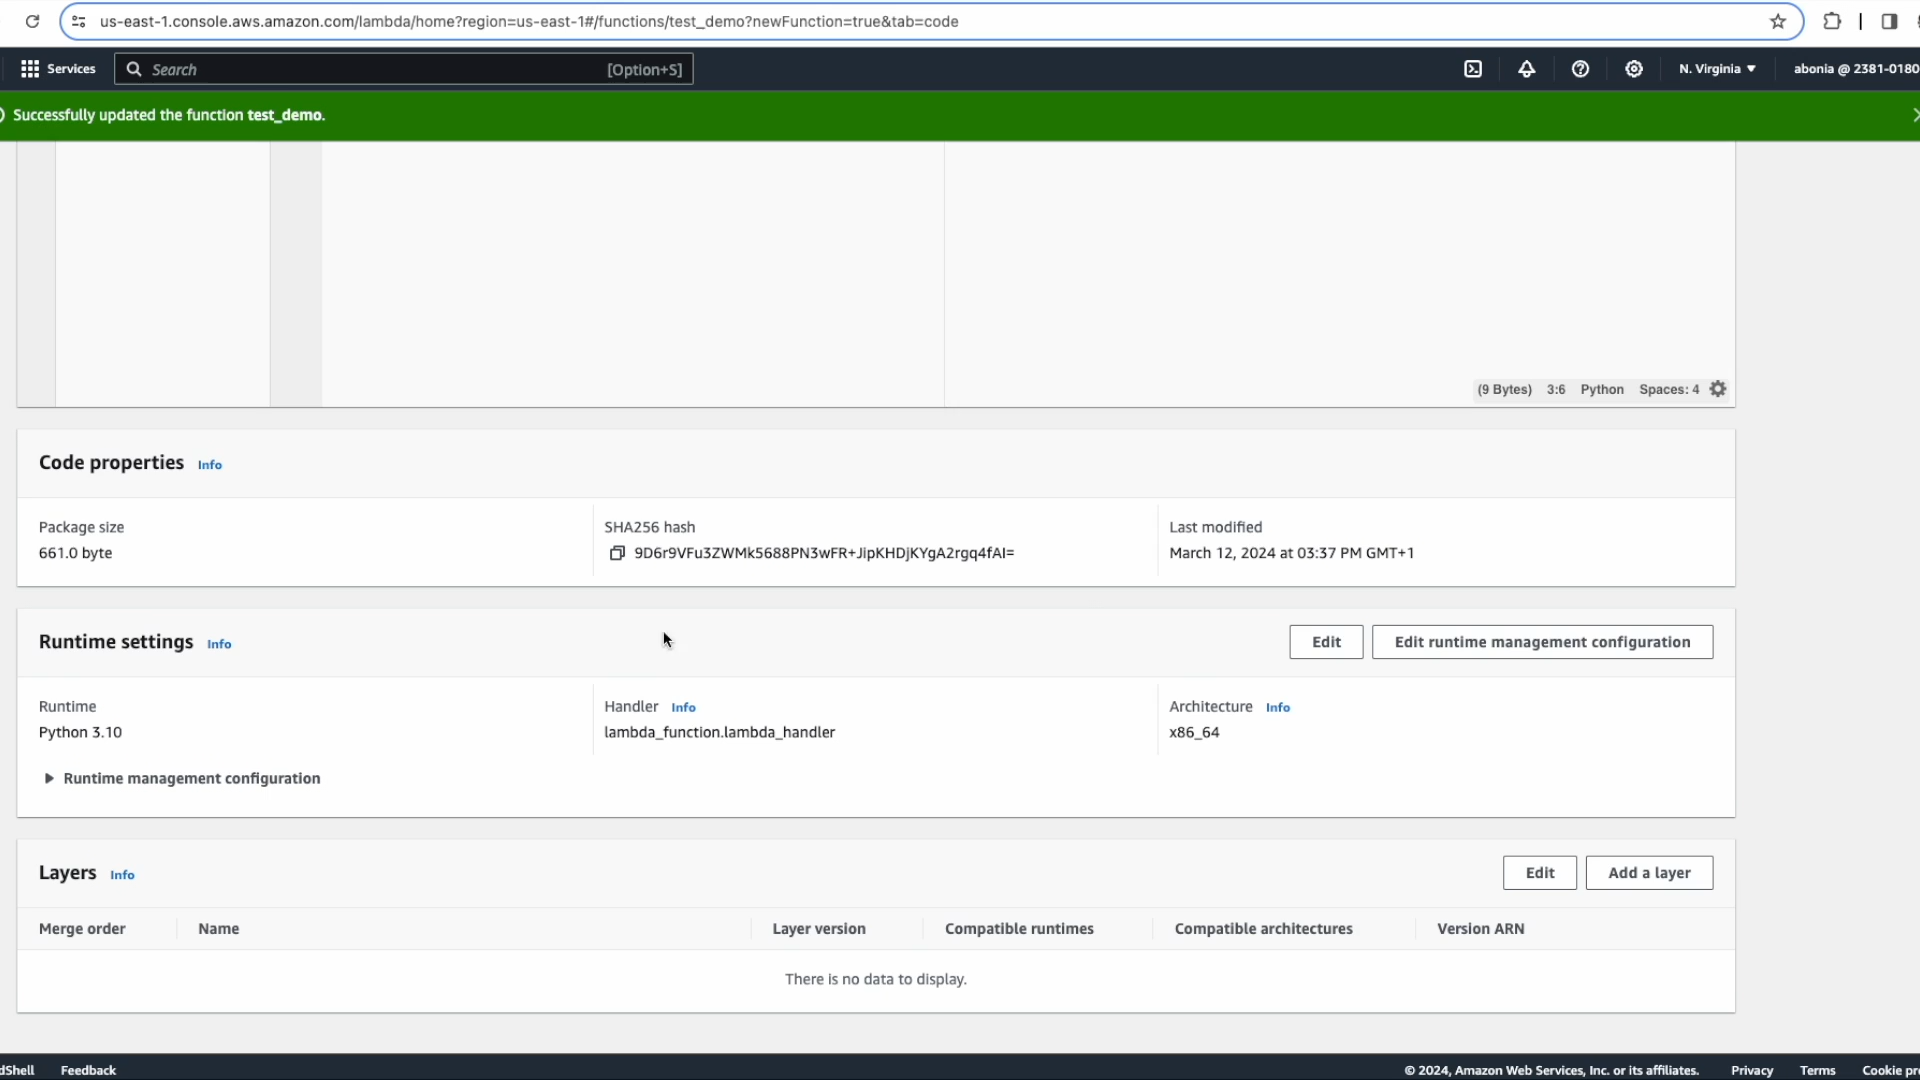 us-east-1.console.aws.amazon.com/lambda/home?region=us-east-1#/functions/test_demo?newFunction=true&tab=code
Services
Search
[Option+S]
N. Virginia
abonia @ 2381-0180
Successfully updated the function test_demo.
(9 Bytes) 3:6 Python Spaces: 4
Code properties Info
Package size
661.0 byte
SHA256 hash
9D6r9VFu3ZWMk5688PN3wFR+JipKHDjKYgA2rgq4fAI=
Last modified
March 12, 2024 at 03:37 PM GMT+1
Runtime settings Info
Edit
Edit runtime management configuration
Runtime
Python 3.10
Handler Info
lambda_function.lambda_handler
Architecture Info
x86_64
Runtime management configuration
Layers Info
Edit
Add a layer
Merge order Name Layer version Compatible runtimes Compatible architectures Version ARN
There is no data to display.
dShell Feedback © 2024, Amazon Web Services, Inc. or its affiliates. Privacy Terms Cookie pr